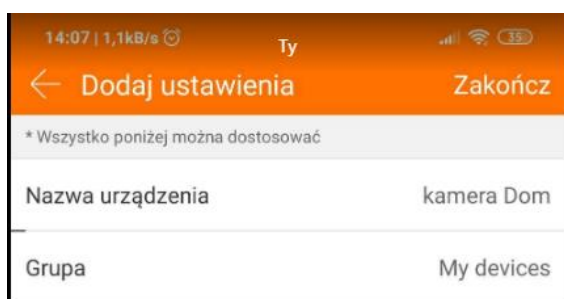 14:07 | 1,1kB/s
Ty
35
Dodaj ustawienia
Zakończ
* Wszystko poniżej można dostosować
Nazwa urządzenia
kamera Dom
Grupa
My devices